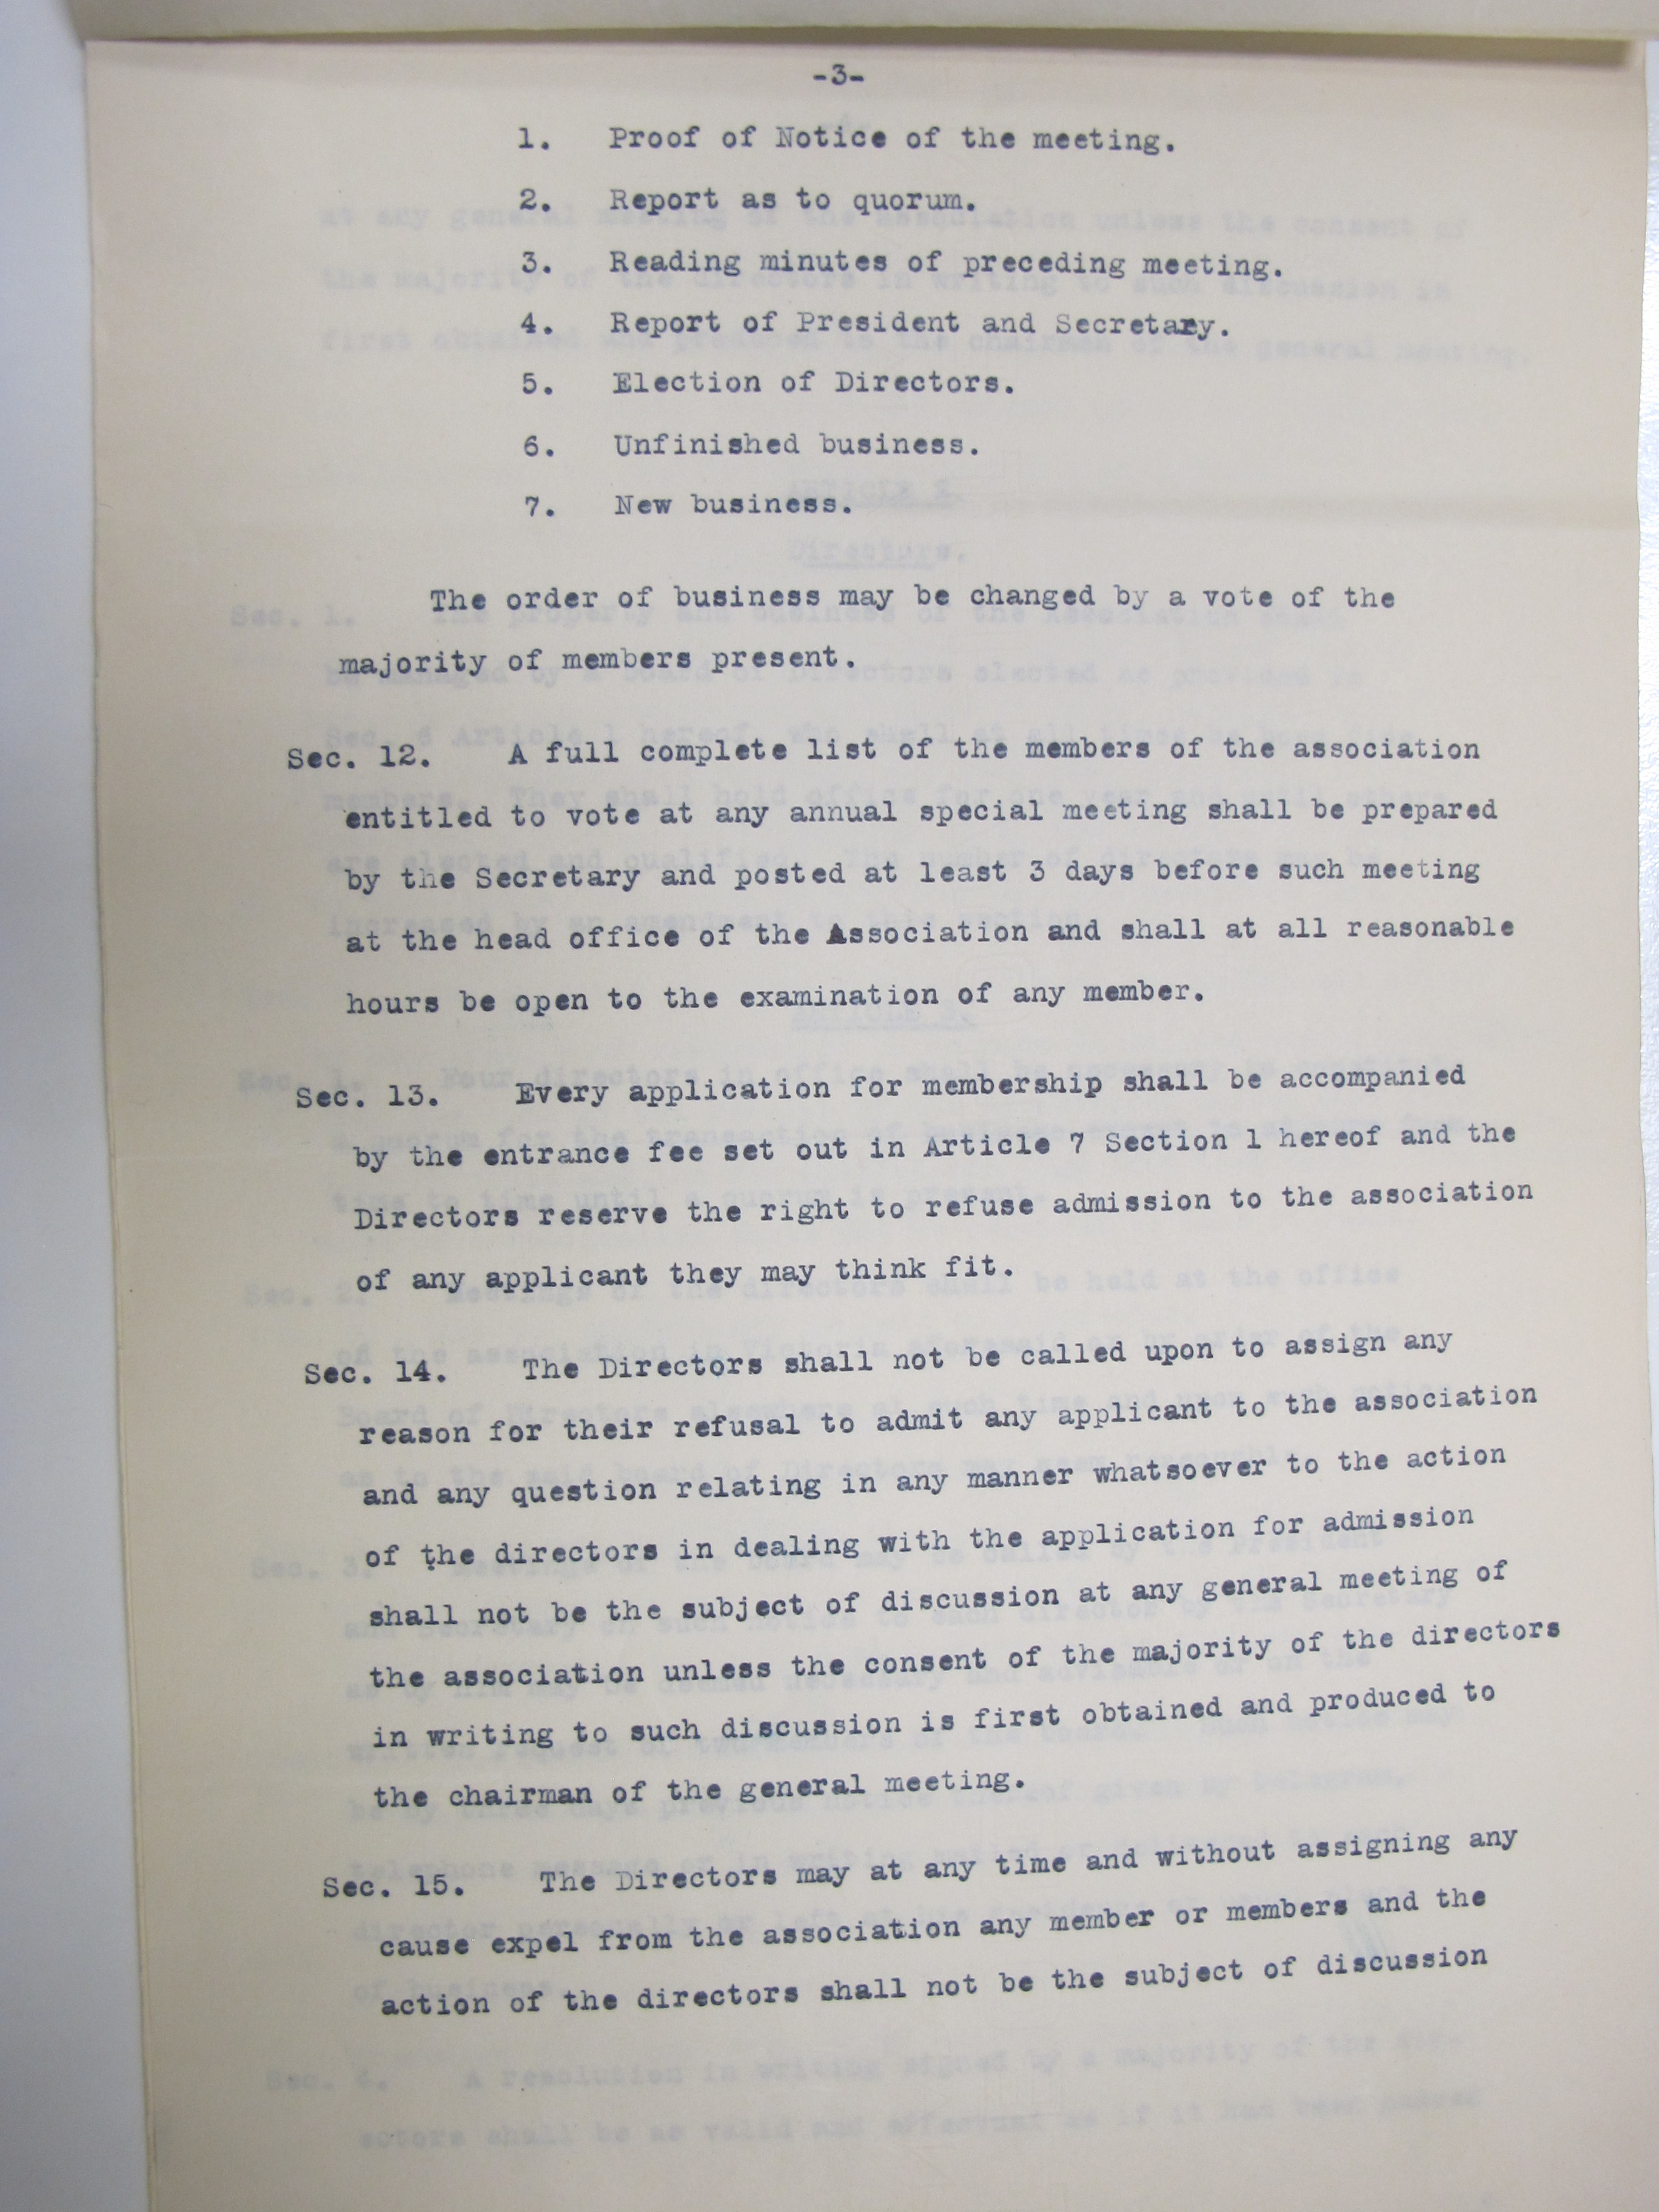 -3-
1. Proof of Notice of the meeting.
2. Report as to quorum.
3. Reading minutes of preceding meeting.
4. Report of President and Secretary.
5. Election of Directors.
6. Unfinished business.
7. New business.
The order of business may be changed by a vote of the
majority of members present.
Sec. 12. A full complete list of the members of the association
entitled to vote at any annual special meeting shall be prepared
by the Secretary and posted at least 3 days before such meeting
at the head office of the Association and shall at all reasonable
hours be open to the examination of any member.
Sec. 13. Every application for membership shall be accompanied
by the entrance fee set out in Article 7 Section 1 hereof and the
Directors reserve the right to refuse admission to the association
of any applicant they may think fit.
Sec. 14. The Directors shall not be called upon to assign any
reason for their refusal to admit any applicant to the association
and any question relating in any manner whatsoever to the action
of the directors in dealing with the application for admission
shall not be the subject of discussion at any general meeting of
the association unless the consent of the majority of the directors
in writing to such discussion is first obtained and produced to
the chairman of the general meeting.
Sec. 15. The Directors may at any time and without assigning any
cause expel from the association any member or members and the
action of the directors shall not be the subject of discussion